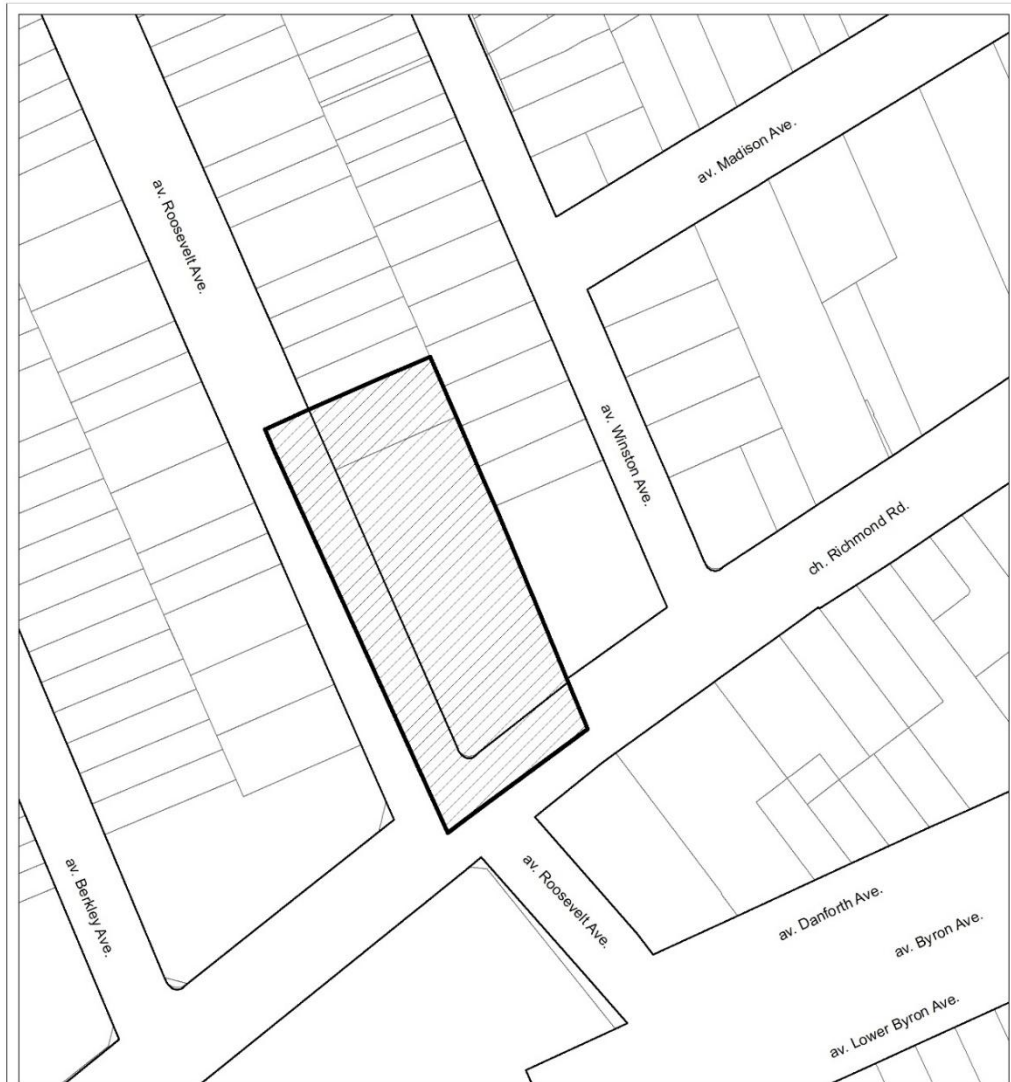 av. Madison Ave.
av. Roosevelt Ave.
av. Winston Ave.
ch. Richmond Rd.
av. Berkley Ave.
av. Roosevelt Ave.
av. Danforth Ave.
av. Byron Ave.
av. Lower Byron Ave.